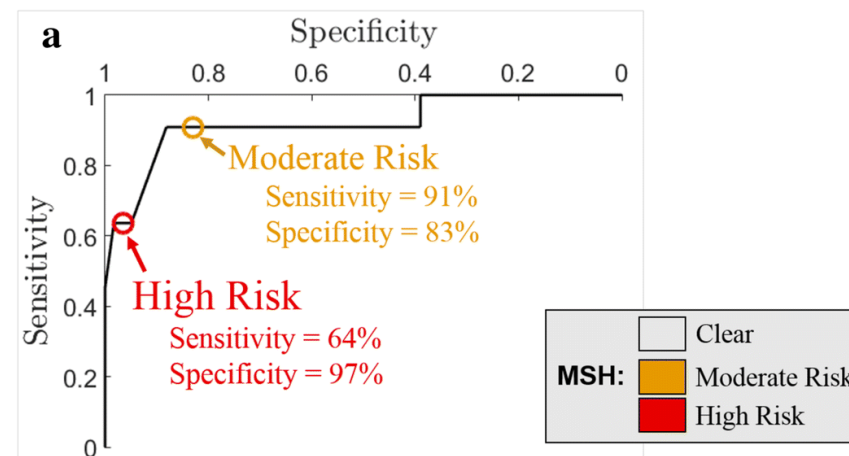 a
Specificity
1 0.8 0.6 0.4 0.2 0
1
0.8
0.6
0.4
0.2
0
Sensitivity
Moderate Risk
Sensitivity = 91%
Specificity = 83%
High Risk
Sensitivity = 64%
Specificity = 97%
MSH:
Clear
Moderate Risk
High Risk